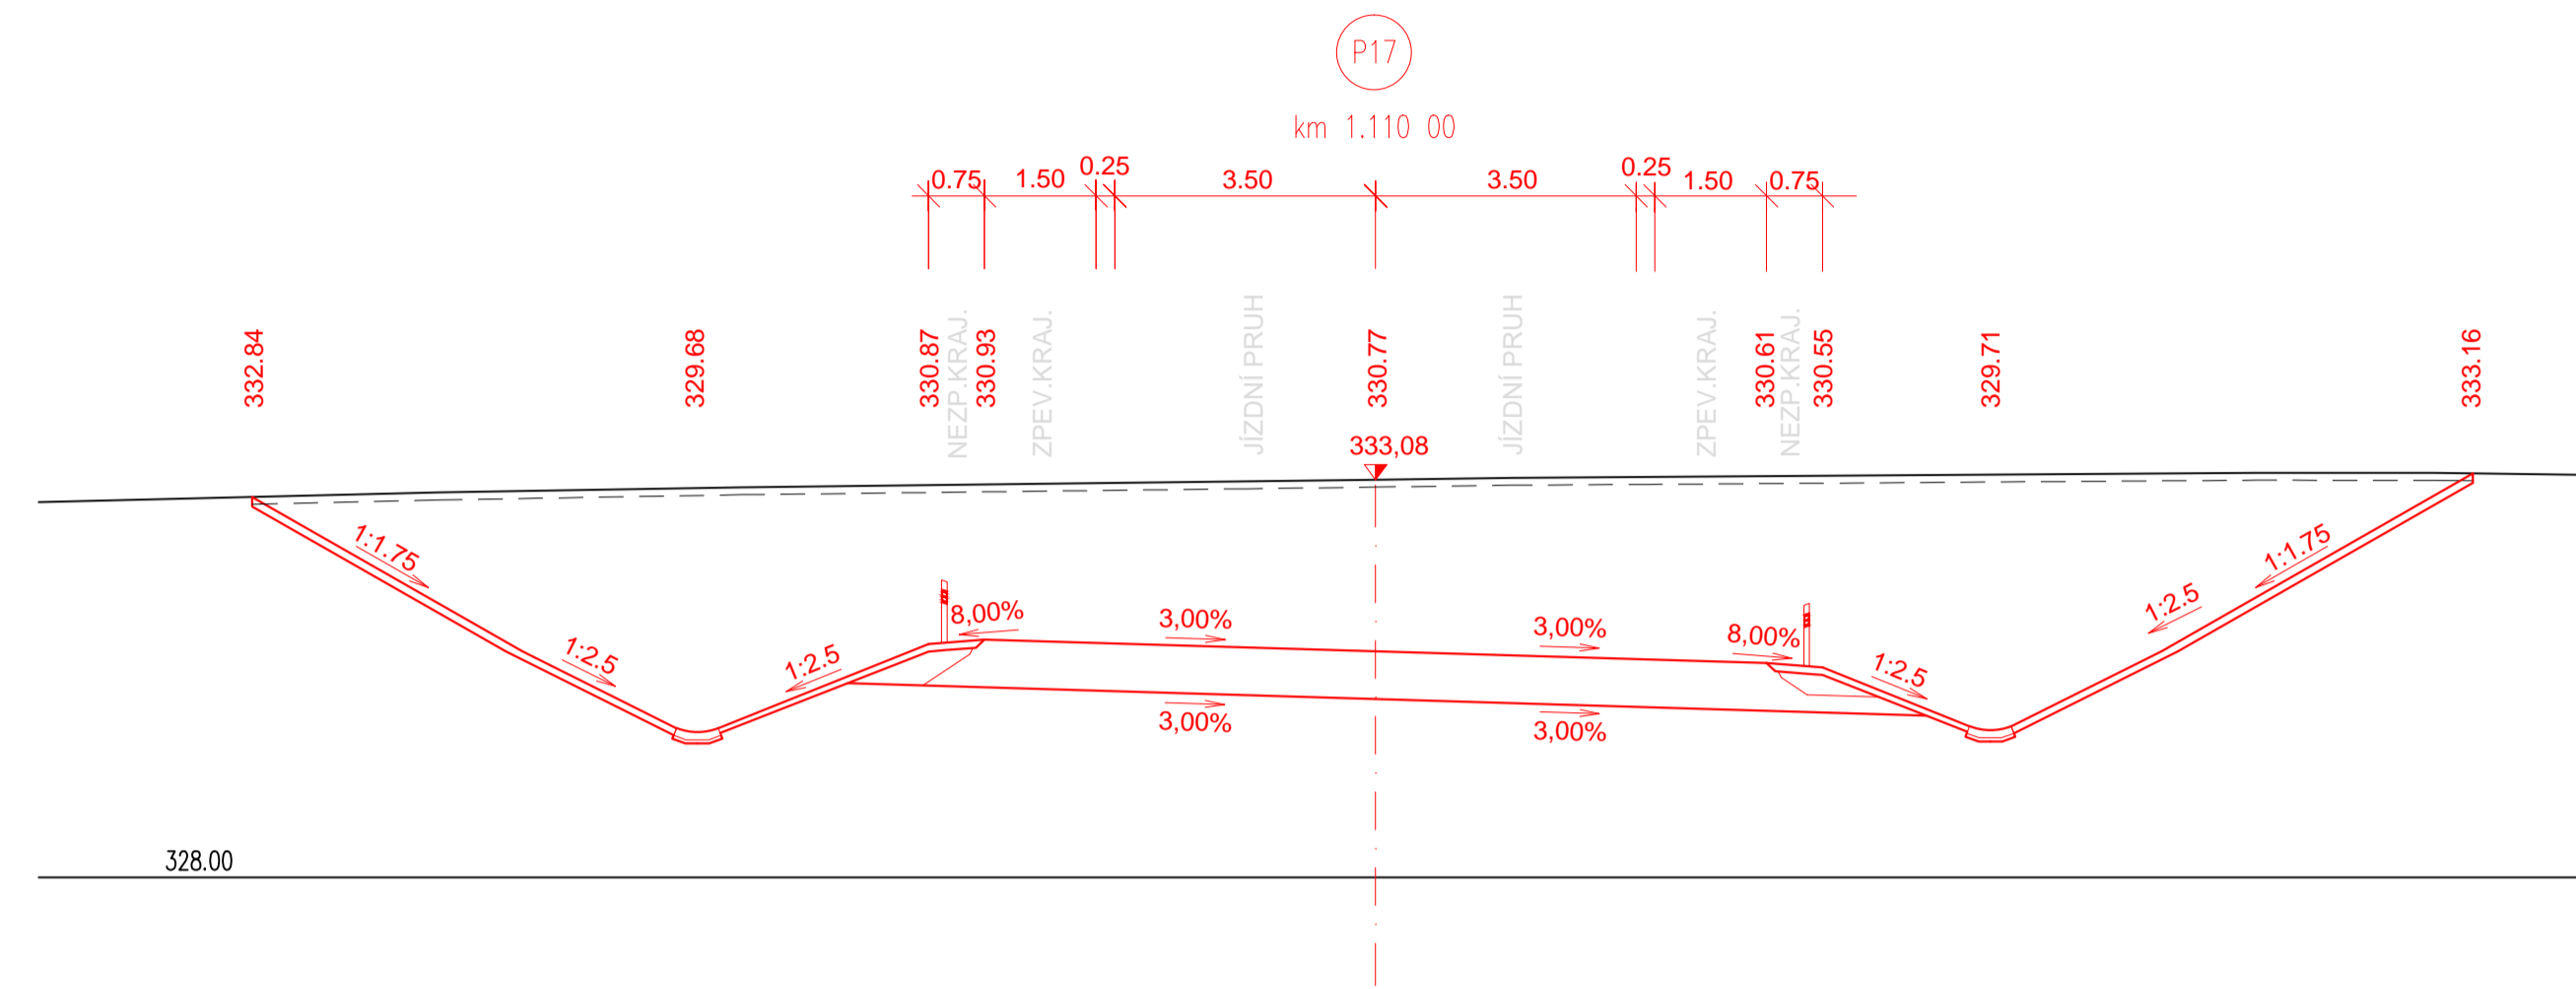 P17
km 1.110 00
0.75 1.50 0.25 3.50 3.50 0.25 1.50 0.75
332.84
329.68
330.87
NEZP.KRAJ.
330.93
ZPEV.KRAJ.
JÍZDNÍ PRUH
330.77
JÍZDNÍ PRUH
ZPEV.KRAJ.
330.61
NEZP.KRAJ.
330.55
329.71
333.16
333,08
1:1.75
1:2.5
1:2.5
8,00%
3,00%
3,00%
8,00%
1:2.5
1:2.5
1:1.75
3,00%
3,00%
328.00